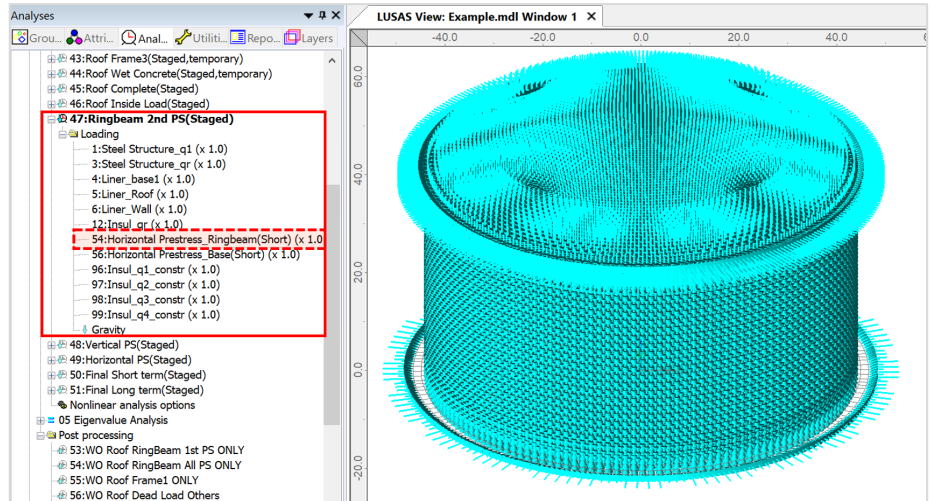 Analyses
LUSAS View: Example.mdl Window 1
Grou... Attri... Anal... Utiliti... Repo... Layers
43:Roof Frame3(Staged,temporary)
44:Roof Wet Concrete(Staged,temporary)
45:Roof Complete(Staged)
46:Roof Inside Load(Staged)
47:Ringbeam 2nd PS(Staged)
Loading
1:Steel Structure_q1 (x 1.0)
3:Steel Structure_qr (x 1.0)
4:Liner_base1 (x 1.0)
5:Liner_Roof (x 1.0)
6:Liner_Wall (x 1.0)
12:Insul_qr (x 1.0)
54:Horizontal Prestress_Ringbeam(Short) (x 1.0
56:Horizontal Prestress_Base(Short) (x 1.0)
96:Insul_q1_constr (x 1.0)
97:Insul_q2_constr (x 1.0)
98:Insul_q3_constr (x 1.0)
99:Insul_q4_constr (x 1.0)
Gravity
48:Vertical PS(Staged)
49:Horizontal PS(Staged)
50:Final Short term(Staged)
51:Final Long term(Staged)
Nonlinear analysis options
05 Eigenvalue Analysis
Post processing
53:WO Roof RingBeam 1st PS ONLY
54:WO Roof RingBeam All PS ONLY
55:WO Roof Frame1 ONLY
56:WO Roof Dead Load Others
-40.0 -20.0 0.0 20.0 40.0 6
60.0
40.0
20.0
0.0
-20.0